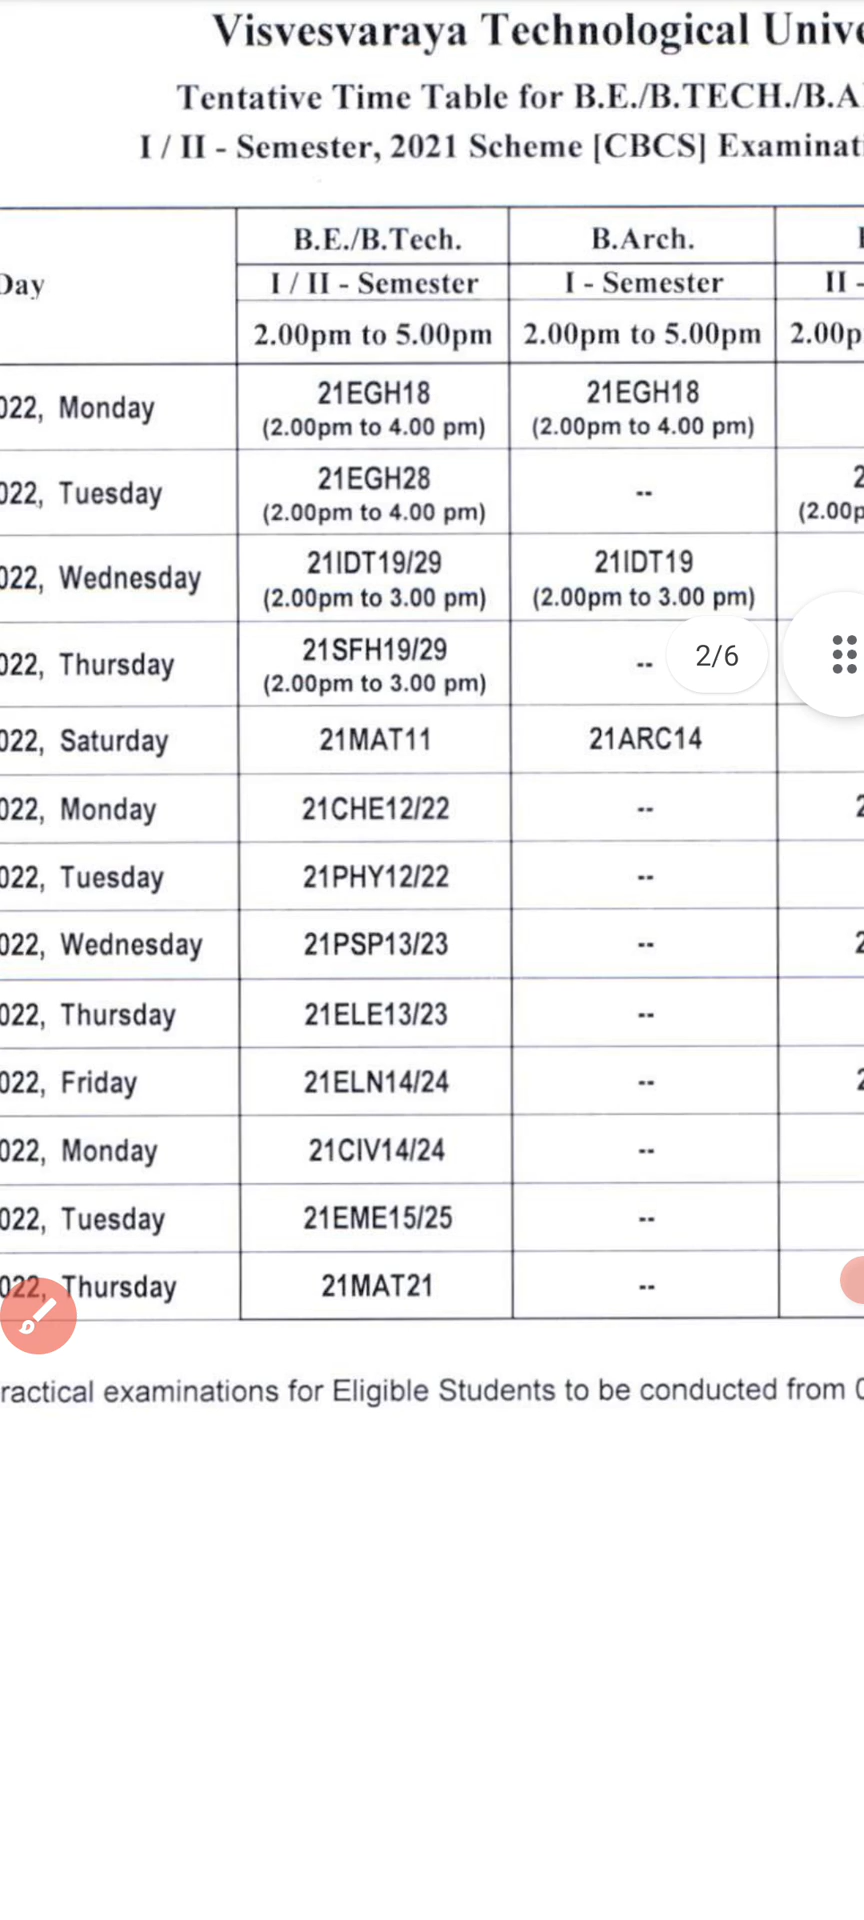 Visvesvaraya Technological Unive
Tentative Time Table for B.E./B.TECH./B.A
I / II - Semester, 2021 Scheme [CBCS] Examinat
Day
B.E./B.Tech.
B.Arch.
I / II - Semester
I - Semester
II -
2.00pm to 5.00pm
2.00pm to 5.00pm
2.00p
022, Monday
21EGH18
(2.00pm to 4.00 pm)
21EGH18
(2.00pm to 4.00 pm)
022, Tuesday
21EGH28
(2.00pm to 4.00 pm)
--
2
(2.00p
022, Wednesday
21IDT19/29
(2.00pm to 3.00 pm)
21IDT19
(2.00pm to 3.00 pm)
022, Thursday
21SFH19/29
(2.00pm to 3.00 pm)
--
2/6
022, Saturday
21MAT11
21ARC14
022, Monday
21CHE12/22
--
2
022, Tuesday
21PHY12/22
--
022, Wednesday
21PSP13/23
--
2
022, Thursday
21ELE13/23
--
022, Friday
21ELN14/24
--
2
022, Monday
21CIV14/24
--
022, Tuesday
21EME15/25
--
022, Thursday
21MAT21
--
ractical examinations for Eligible Students to be conducted from 0